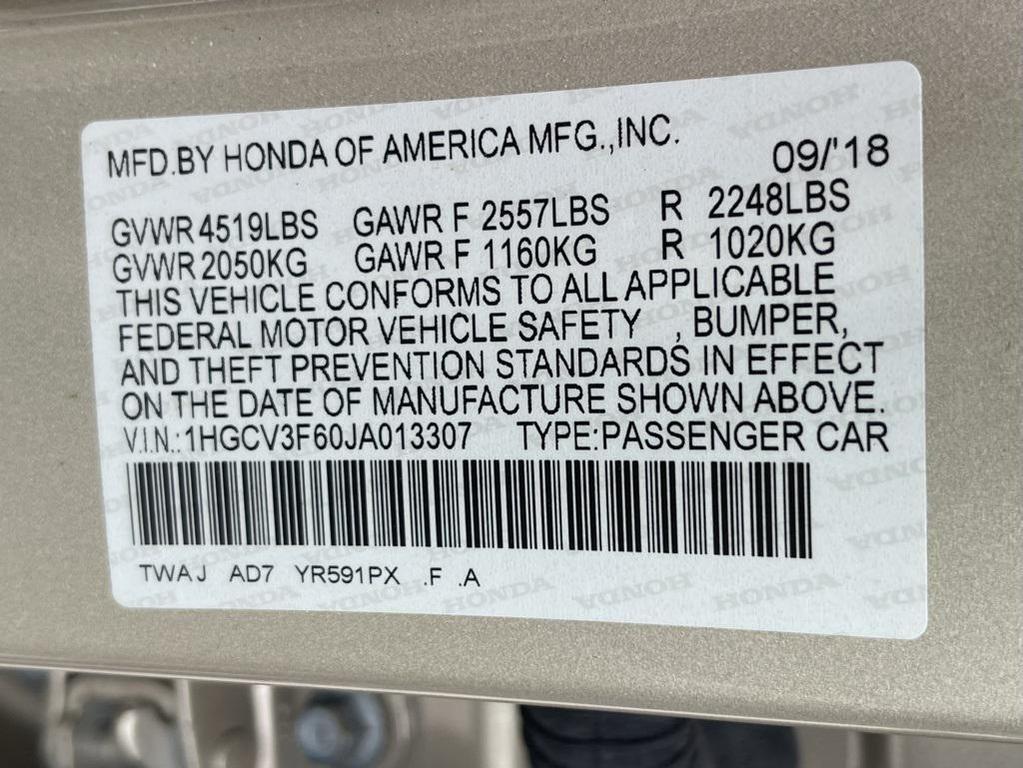 MFD.BY HONDA OF AMERICA MFG.,INC.
09/'18
GVWR 4519LBS GAWR F 2557LBS R 2248LBS
GVWR 2050KG GAWR F 1160KG R 1020KG
THIS VEHICLE CONFORMS TO ALL APPLICABLE
FEDERAL MOTOR VEHICLE SAFETY , BUMPER,
AND THEFT PREVENTION STANDARDS IN EFFECT
ON THE DATE OF MANUFACTURE SHOWN ABOVE.
V.I.N.:1HGCV3F60JA013307 TYPE:PASSENGER CAR
TWAJ AD7 YR591PX .F .A